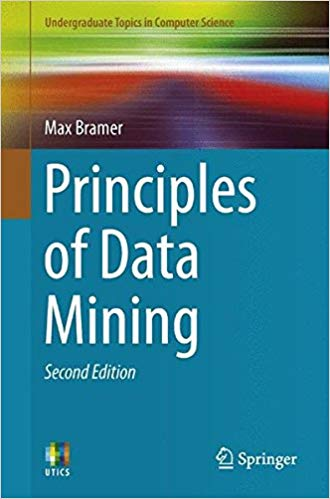 Undergraduate Topics in Computer Science
Max Bramer
Principles
of Data
Mining
Second Edition
UTICS
Springer